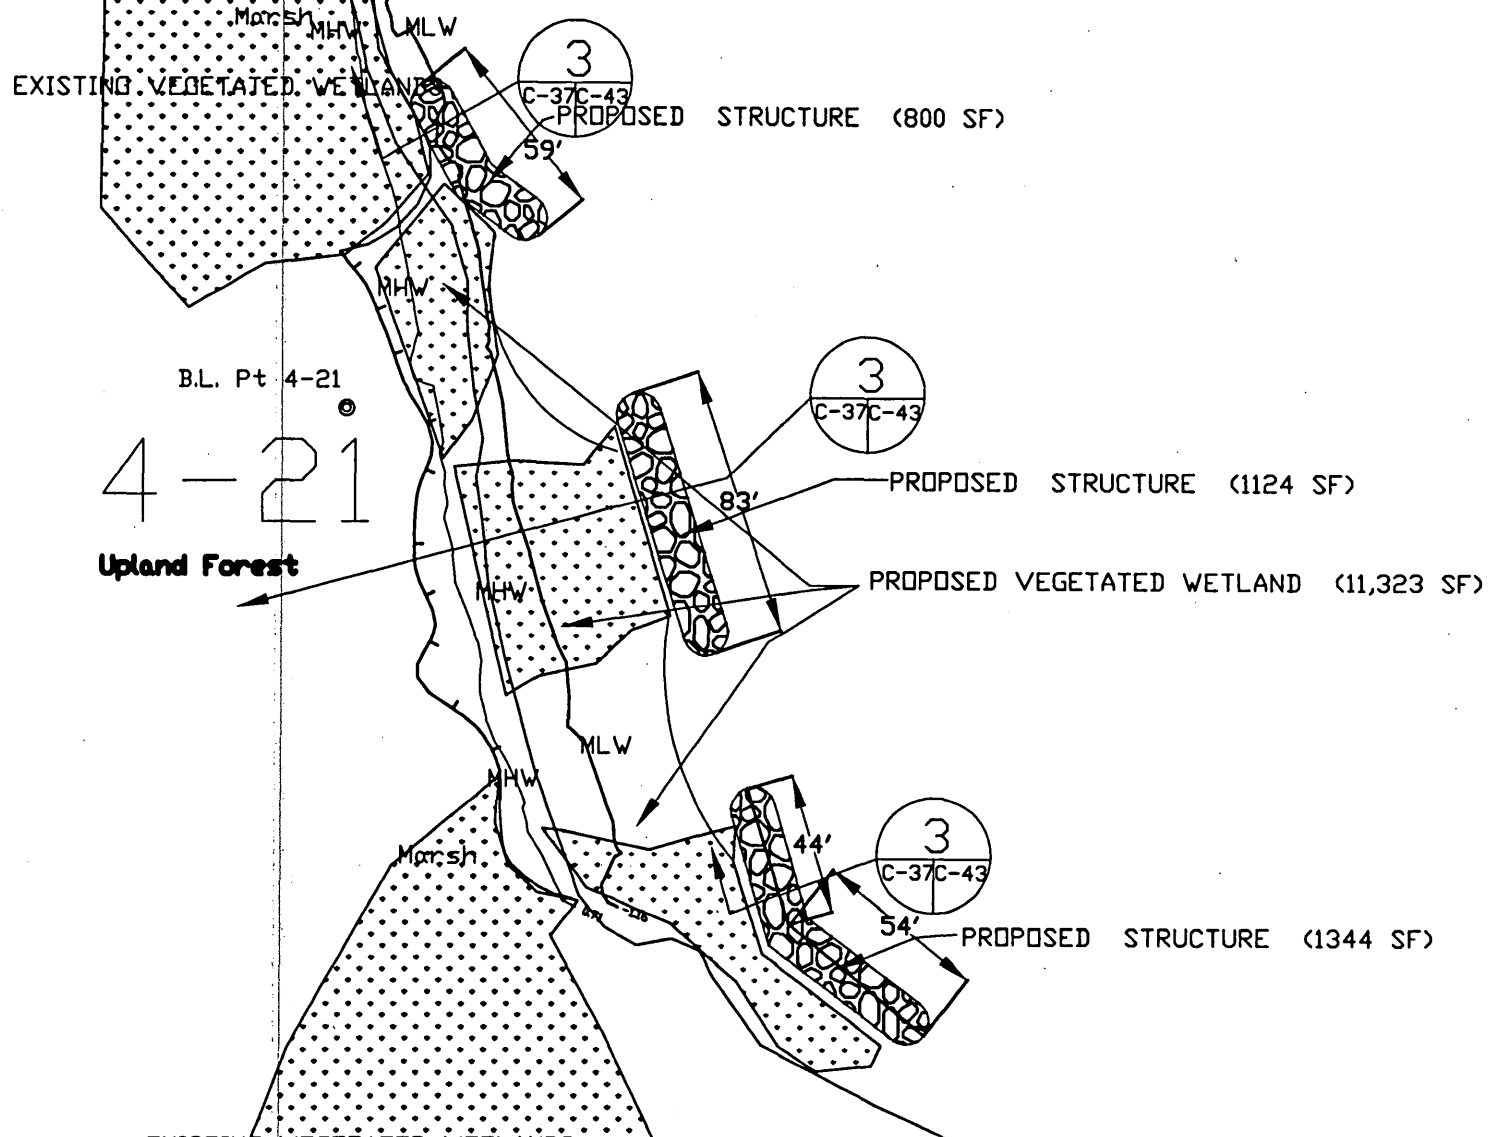 Marsh
MHW
MLW
3
C-37 C-43
EXISTING VEGETATED WETLANDS
PROPOSED STRUCTURE (800 SF)
59'
MHW
B.L. Pt 4-21
3
C-37 C-43
4-21
PROPOSED STRUCTURE (1124 SF)
83'
Upland Forest
PROPOSED VEGETATED WETLAND (11,323 SF)
MHW
MLW
MHW
3
C-37 C-43
44'
Marsh
54'
PROPOSED STRUCTURE (1344 SF)